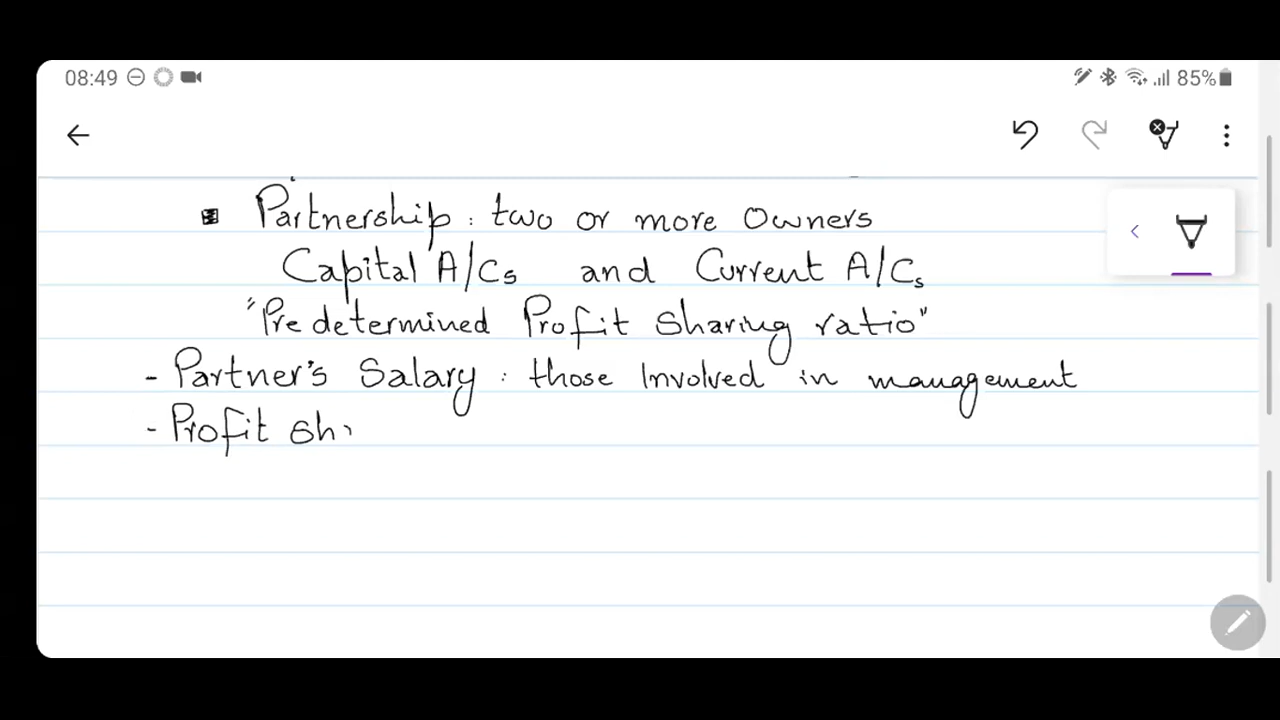 08:49 85%
Partnership : two or more Owners
Capital A/Cs and Current A/Cs
"Predetermined Profit Sharing ratio"
- Partner's Salary : those Involved in management
- Profit Sh